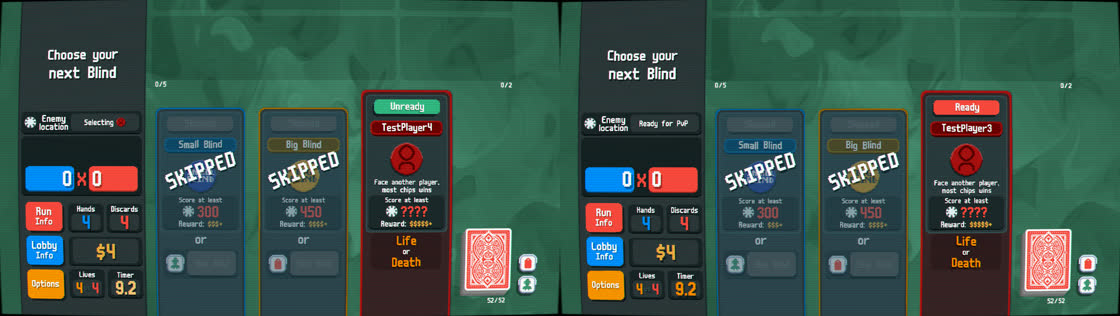 Choose your
next Blind
Enemy
location
Selecting
0 X 0
Run
Info
Hands
4
Discards
4
Lobby
Info
$4
Options
Lives
4 4
Timer
9.2
0/5
0/2
Small Blind
SKIPPED
Score at least
300
Reward: $$$+
or
Big Blind
SKIPPED
Score at least
450
Reward: $$$$+
or
Unready
TestPlayer4
Face another player,
most chips wins
Score at least
????
Reward: $$$$$+
Life
or
Death
52/52
Choose your
next Blind
Enemy
location
Ready for PvP
0 X 0
Run
Info
Hands
4
Discards
4
Lobby
Info
$4
Options
Lives
4 4
Timer
9.2
0/5
0/2
Small Blind
SKIPPED
Score at least
300
Reward: $$$+
or
Big Blind
SKIPPED
Score at least
450
Reward: $$$$+
or
Ready
TestPlayer3
Face another player,
most chips wins
Score at least
????
Reward: $$$$$+
Life
or
Death
52/52